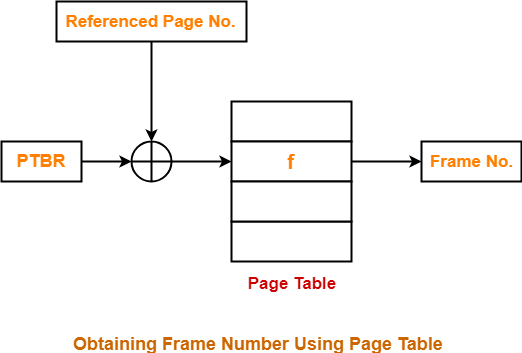 Referenced Page No.
PTBR
f
Frame No.
Page Table
Obtaining Frame Number Using Page Table